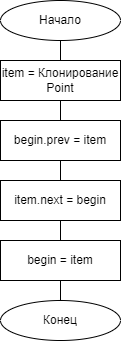 Начало
item = Клонирование
Point
begin.prev = item
item.next = begin
begin = item
Конец